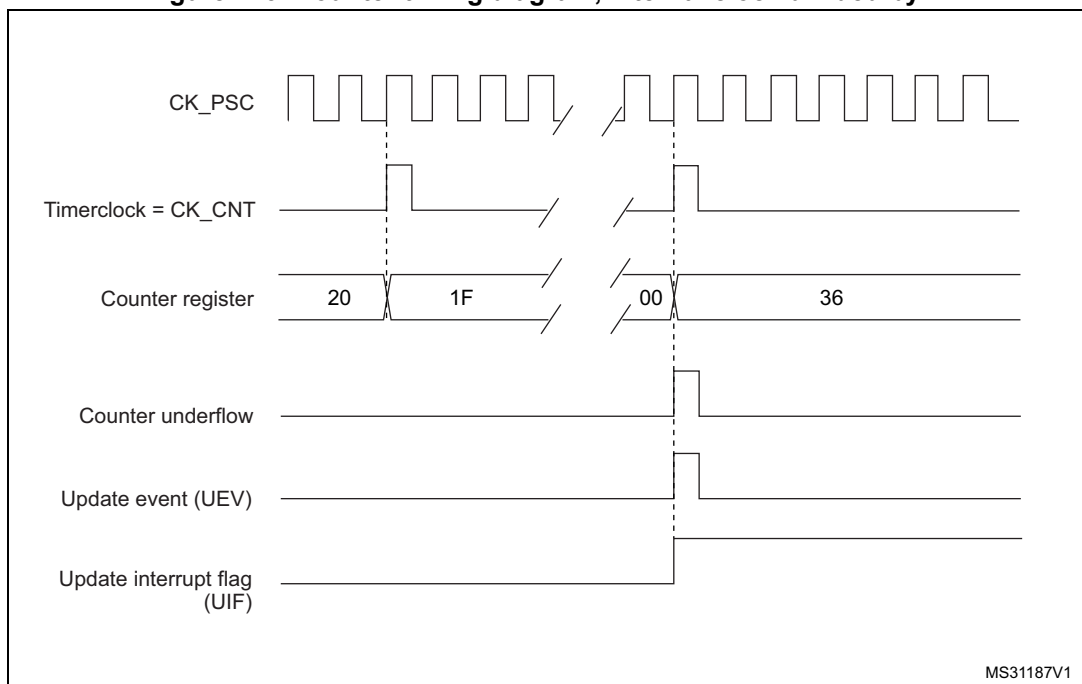 CK_PSC
Timerclock = CK_CNT
Counter register
20
1F
00
36
Counter underflow
Update event (UEV)
Update interrupt flag
(UIF)
MS31187V1